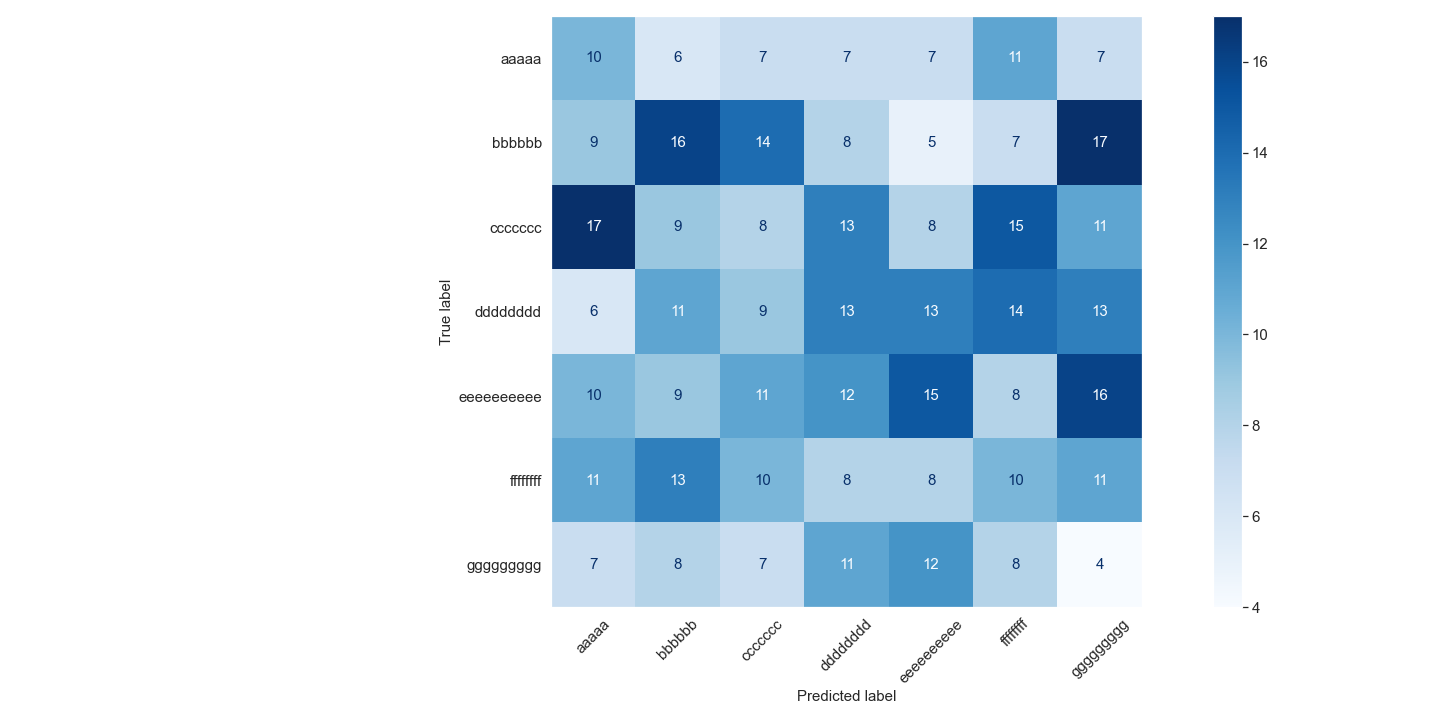 aaaaa 10 6 7 7 7 11 7
bbbbbb 9 16 14 8 5 7 17
ccccccc 17 9 8 13 8 15 11
dddddddd 6 11 9 13 13 14 13
eeeeeeeeee 10 9 11 12 15 8 16
ffffffff 11 13 10 8 8 10 11
ggggggggg 7 8 7 11 12 8 4
True label
aaaaa bbbbbb ccccccc dddddddd eeeeeeeeee ffffffff ggggggggg
Predicted label
16
14
12
10
8
6
4